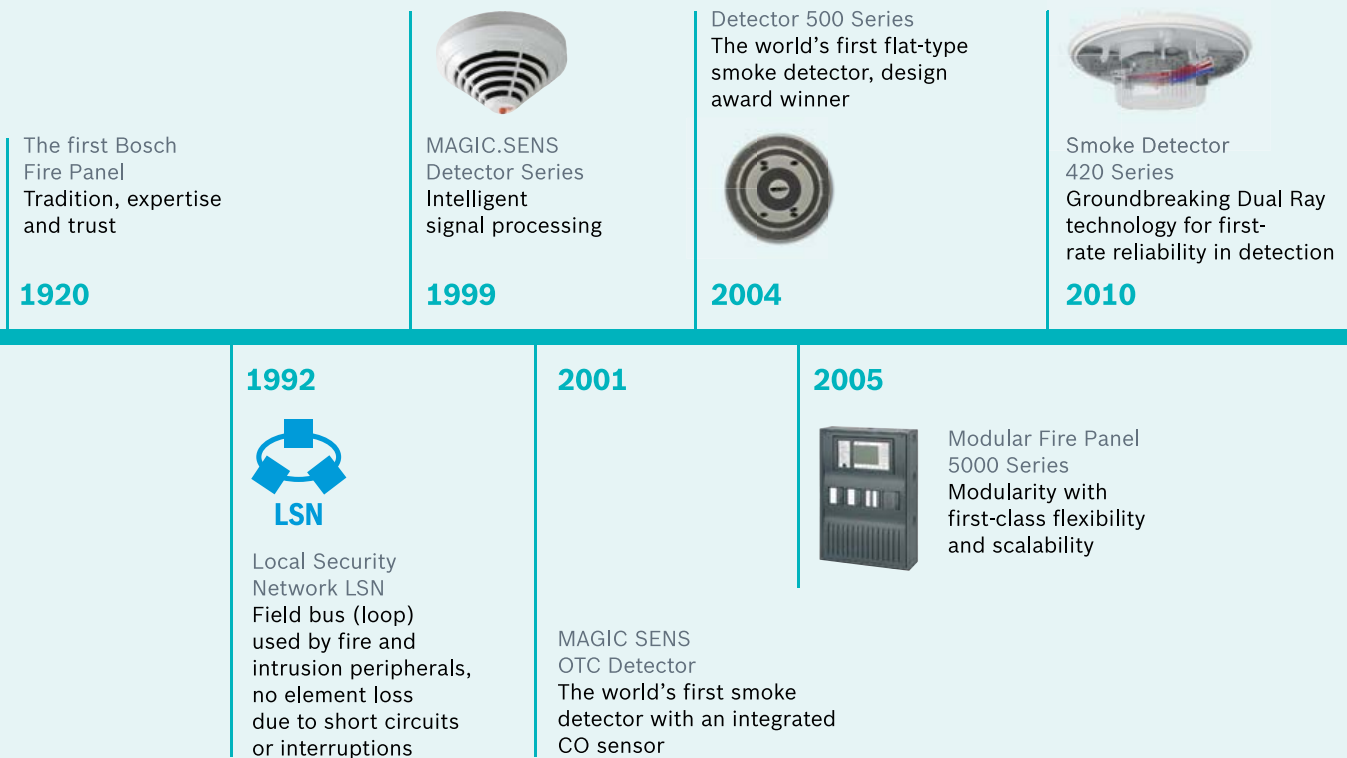 The first Bosch
Fire Panel
Tradition, expertise
and trust
1920
MAGIC.SENS
Detector Series
Intelligent
signal processing
1999
Detector 500 Series
The world's first flat-type
smoke detector, design
award winner
2004
Smoke Detector
420 Series
Groundbreaking Dual Ray
technology for first-
rate reliability in detection
2010
1992
LSN
Local Security
Network LSN
Field bus (loop)
used by fire and
intrusion peripherals,
no element loss
due to short circuits
or interruptions
2001
MAGIC SENS
OTC Detector
The world's first smoke
detector with an integrated
CO sensor
2005
Modular Fire Panel
5000 Series
Modularity with
first-class flexibility
and scalability